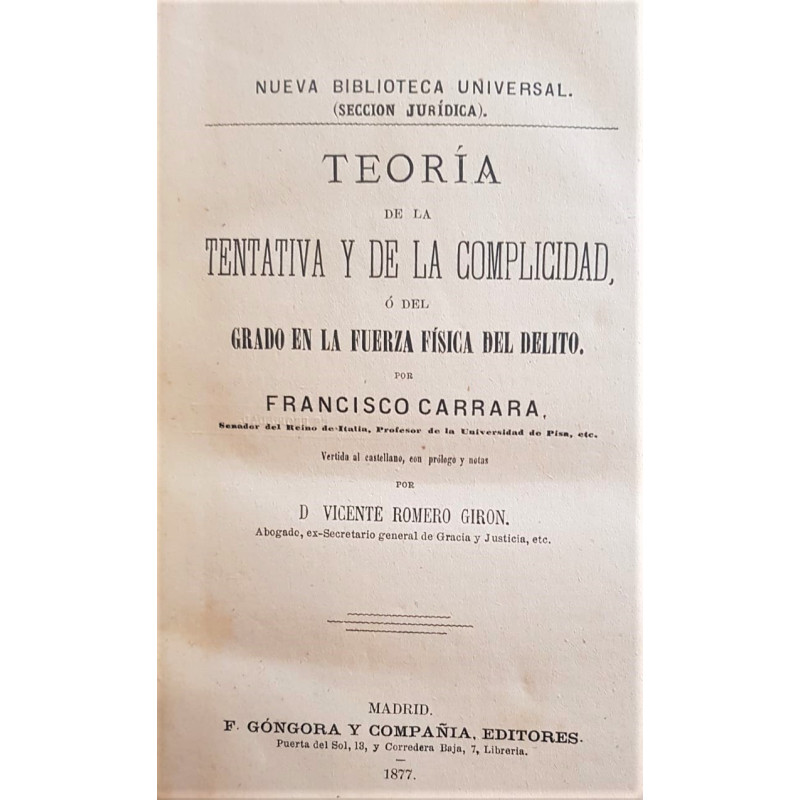 NUEVA BIBLIOTECA UNIVERSAL.
(SECCION JURÍDICA).
TEORÍA
DE LA
TENTATIVA Y DE LA COMPLICIDAD,
Ó DEL
GRADO EN LA FUERZA FÍSICA DEL DELITO.
POR
FRANCISCO CARRARA,
Senador del Reino de Italia, Profesor de la Universidad de Pisa, etc.
Vertida al castellano, con prólogo y notas
POR
D VICENTE ROMERO GIRON.
Abogado, ex-Secretario general de Gracia y Justicia, etc.
MADRID.
F. GÓNGORA Y COMPAÑIA, EDITORES.
Puerta del Sol, 13, y Corredera Baja, 7, Libreria.
1877.